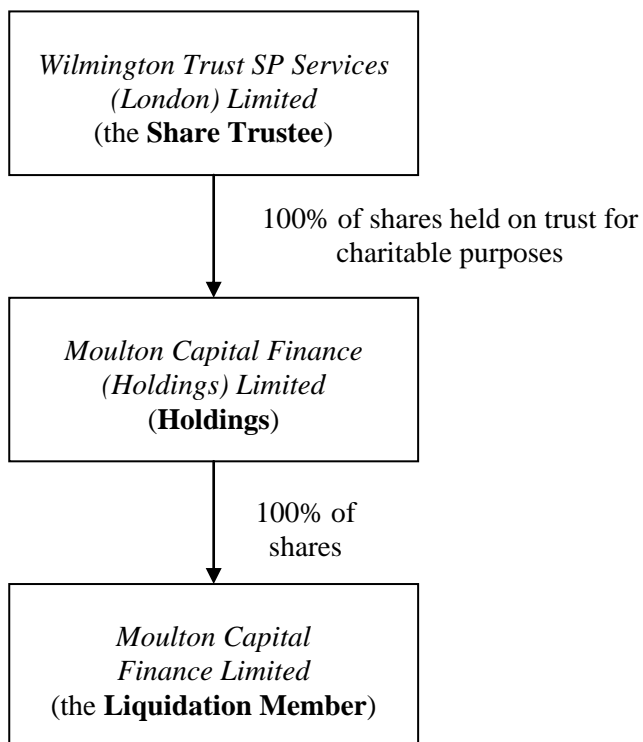 Wilmington Trust SP Services
(London) Limited
(the Share Trustee)
100% of shares held on trust for
charitable purposes
Moulton Capital Finance
(Holdings) Limited
(Holdings)
100% of
shares
Moulton Capital
Finance Limited
(the Liquidation Member)